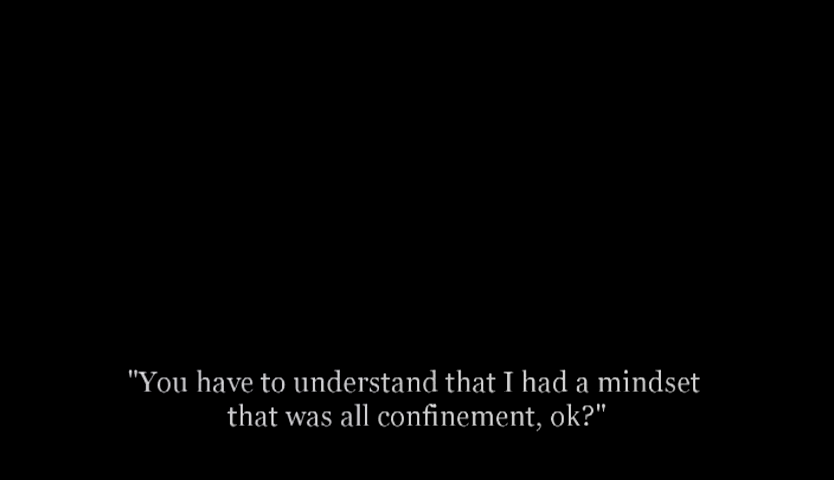 "You have to understand that I had a mindset
that was all confinement, ok?"